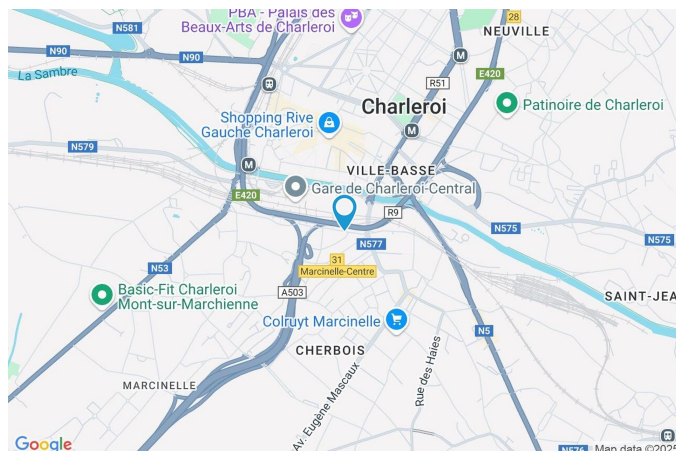 PBA - Palais des
Beaux-Arts de Charleroi
28
NEUVILLE
N581
N90
N90
R51
M
E420
La Sambre
Charleroi
Patinoire de Charleroi
Shopping Rive
Gauche Charleroi
M
N579
M
VILLE-BASSE
E420
Gare de Charleroi-Central
R9
N575
N575
N577
31
Marcinelle-Centre
N53
A503
Basic-Fit Charleroi
Mont-sur-Marchienne
SAINT-JEA
Colruyt Marcinelle
N5
CHERBOIS
MARCINELLE
Av. Eugène Mascaux
Rue des Haies
Google
N576
Map data ©2025